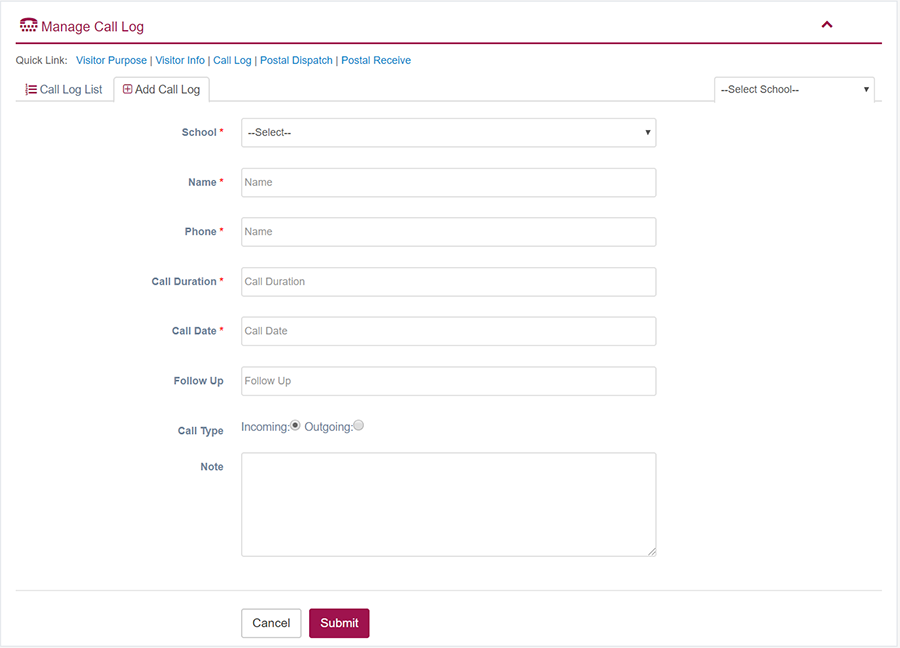 Manage Call Log
Quick Link: Visitor Purpose | Visitor Info | Call Log | Postal Dispatch | Postal Receive
Call Log List Add Call Log --Select School--
School * --Select--
Name * Name
Phone * Name
Call Duration * Call Duration
Call Date * Call Date
Follow Up Follow Up
Call Type Incoming: Outgoing:
Note
Cancel Submit